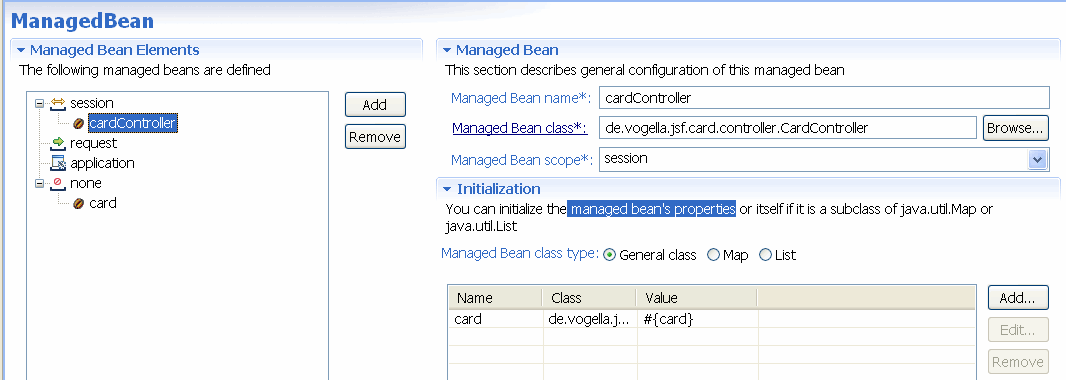 ManagedBean
Managed Bean Elements
The following managed beans are defined
session
cardController
request
application
none
card
Add
Remove
Managed Bean
This section describes general configuration of this managed bean
Managed Bean name*: cardController
Managed Bean class*: de.vogella.jsf.card.controller.CardController Browse...
Managed Bean scope*: session
Initialization
You can initialize the managed bean's properties or itself if it is a subclass of java.util.Map or
java.util.List
Managed Bean class type: General class Map List
Name Class Value
card de.vogella.j... #{card}
Add...
Edit...
Remove